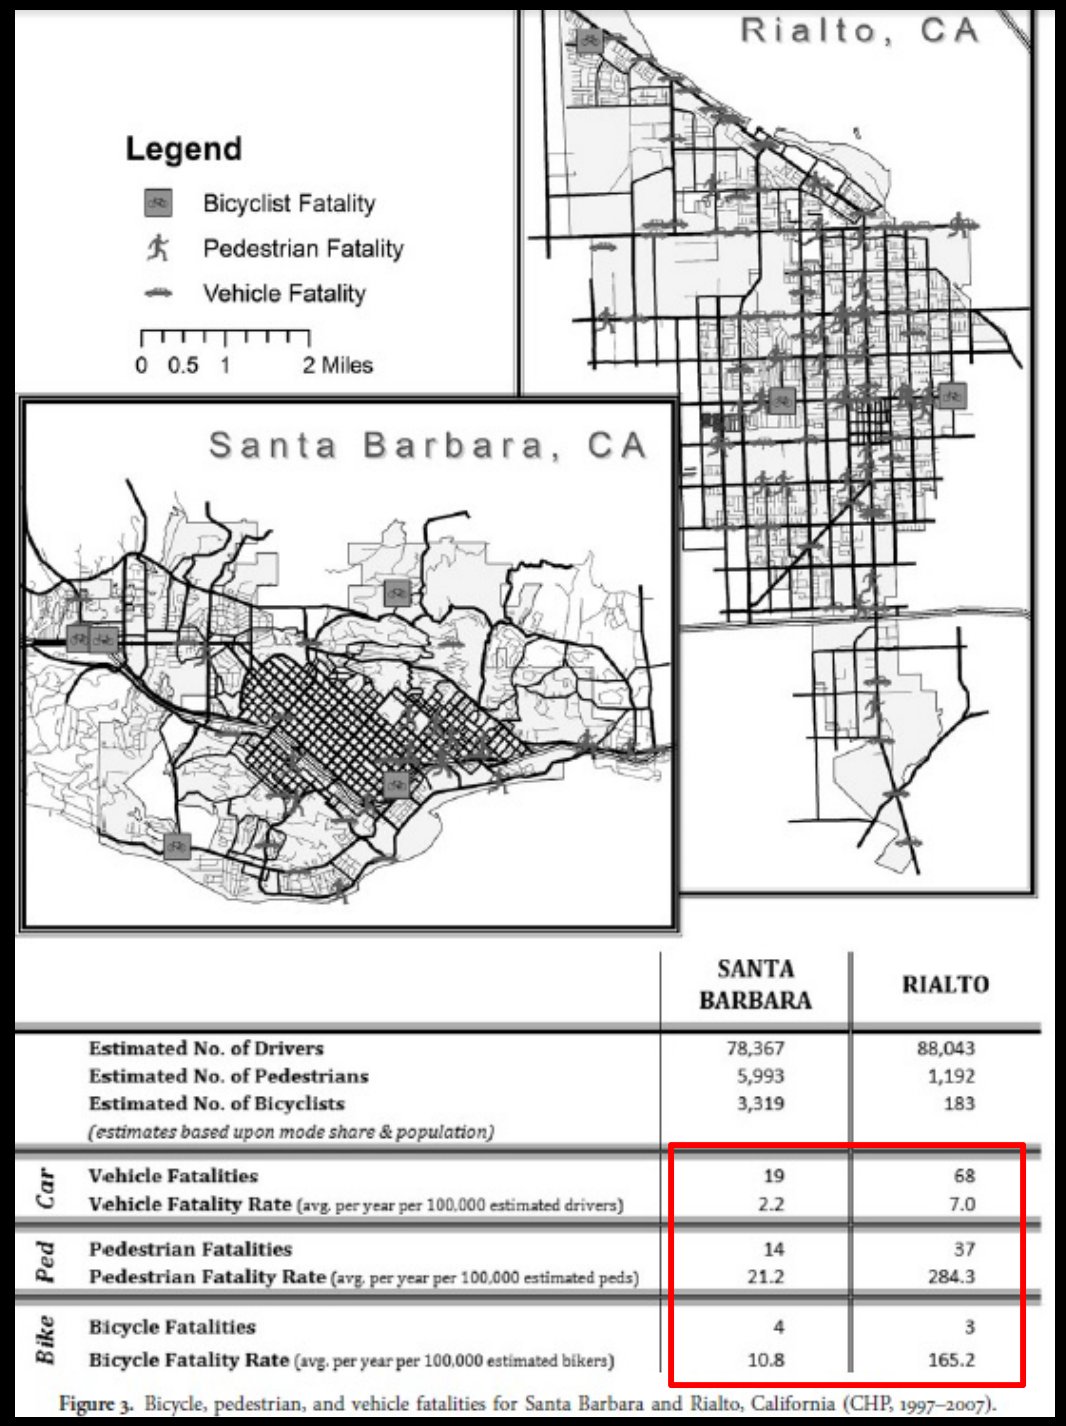 Rialto, CA
Legend
Bicyclist Fatality
Pedestrian Fatality
Vehicle Fatality
0 0.5 1 2 Miles
Santa Barbara, CA
SANTA BARBARA RIALTO
Estimated No. of Drivers 78,367 88,043
Estimated No. of Pedestrians 5,993 1,192
Estimated No. of Bicyclists 3,319 183
(estimates based upon mode share & population)
Car
Vehicle Fatalities 19 68
Vehicle Fatality Rate (avg. per year per 100,000 estimated drivers) 2.2 7.0
Ped
Pedestrian Fatalities 14 37
Pedestrian Fatality Rate (avg. per year per 100,000 estimated peds) 21.2 284.3
Bike
Bicycle Fatalities 4 3
Bicycle Fatality Rate (avg. per year per 100,000 estimated bikers) 10.8 165.2
Figure 3. Bicycle, pedestrian, and vehicle fatalities for Santa Barbara and Rialto, California (CHP, 1997–2007).